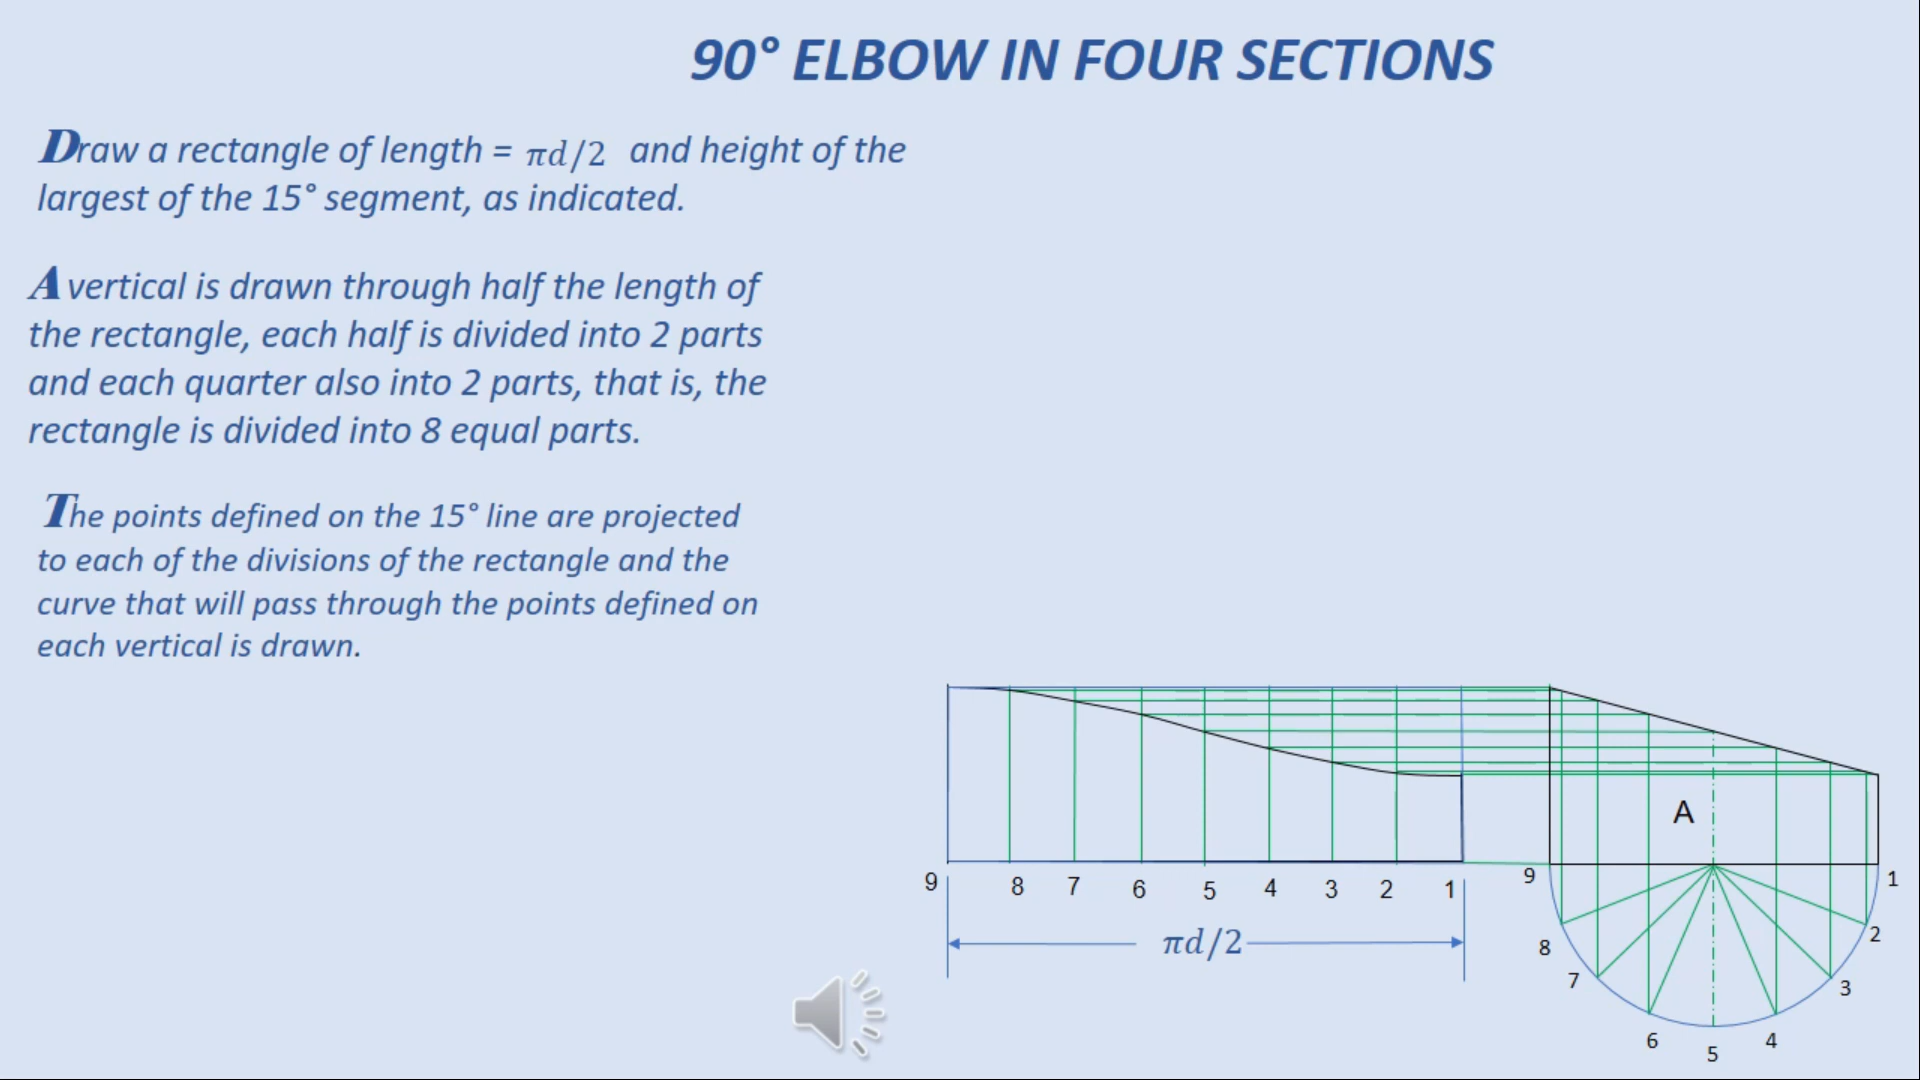 90° ELBOW IN FOUR SECTIONS
Draw a rectangle of length = πd/2 and height of the
largest of the 15° segment, as indicated.
A vertical is drawn through half the length of
the rectangle, each half is divided into 2 parts
and each quarter also into 2 parts, that is, the
rectangle is divided into 8 equal parts.
The points defined on the 15° line are projected
to each of the divisions of the rectangle and the
curve that will pass through the points defined on
each vertical is drawn.
A
9 8 7 6 5 4 3 2 1
πd/2
9 1
8 2
7 3
6 4
5